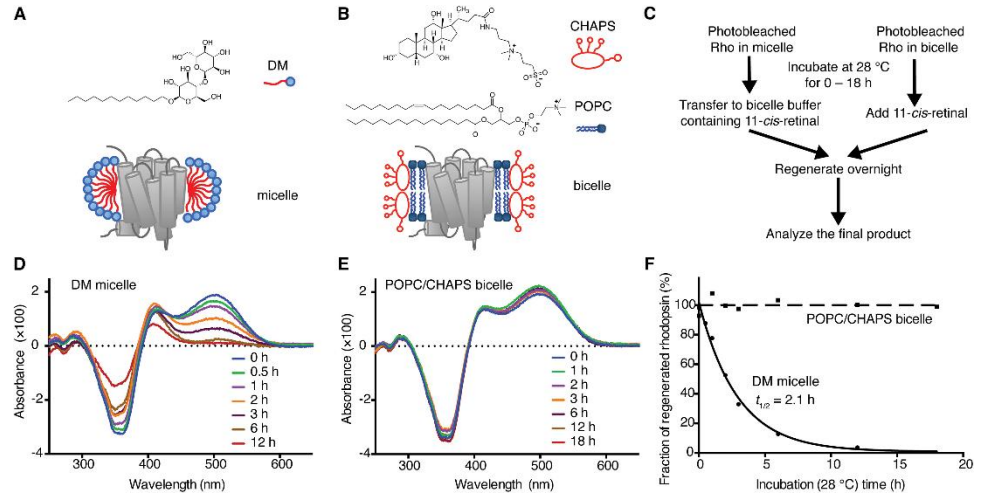 A
B
C
DM
micelle
CHAPS
POPC
bicelle
Photobleached
Rho in micelle
Photobleached
Rho in bicelle
Incubate at 28 °C
for 0 – 18 h
Transfer to bicelle buffer
containing 11-cis-retinal
Add 11-cis-retinal
Regenerate overnight
Analyze the final product
D
DM micelle
Absorbance (x100)
2
0
-2
-4
300 400 500 600
Wavelength (nm)
0 h
0.5 h
1 h
2 h
3 h
6 h
12 h
E
POPC/CHAPS bicelle
Absorbance (x100)
2
0
-2
-4
300 400 500 600
Wavelength (nm)
0 h
1 h
2 h
3 h
6 h
12 h
18 h
F
Fraction of regenerated rhodopsin (%)
100
80
60
40
20
0
POPC/CHAPS bicelle
DM micelle
t1/2 = 2.1 h
0 5 10 15 20
Incubation (28 °C) time (h)